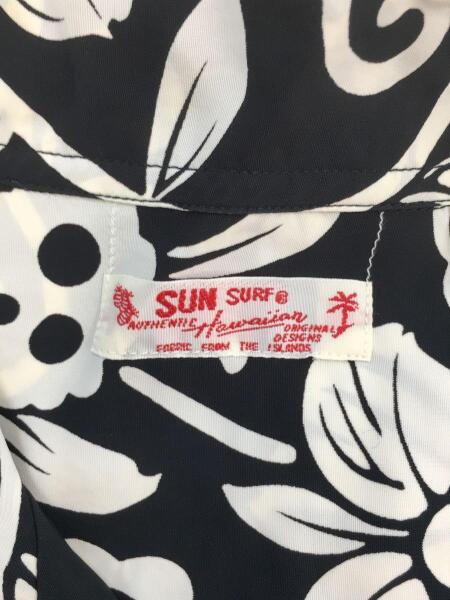 SUN SURF®
AUTHENTIC Hawaiian ORIGINAL
DESIGNS
FABRIC FROM THE ISLANDS